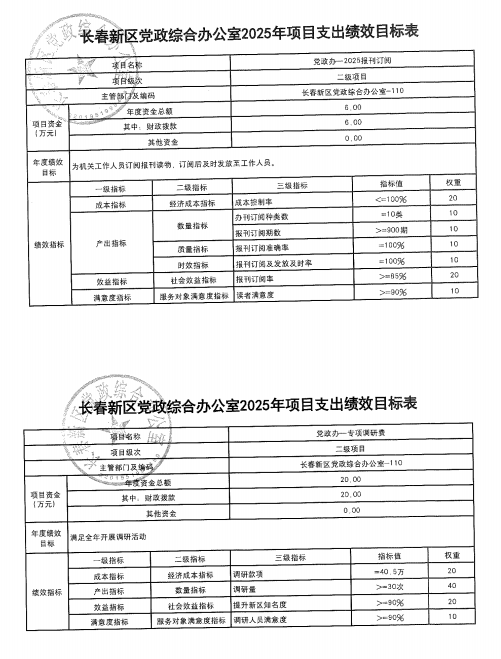 长春新区党政综合办公室2025年项目支出绩效目标表
项目名称 党政办—2025报刊订阅
项目级次 二级项目
主管部门及编码 长春新区党政综合办公室-110
项目资金（万元） 年度资金总额 6.00
其中：财政拨款 6.00
其他资金 0.00
年度绩效目标 为机关工作人员订阅报刊读物、订阅后及时发放至工作人员。
绩效指标 一级指标 二级指标 三级指标 指标值 权重
成本指标 经济成本指标 成本控制率 <=100% 20
产出指标 数量指标 办刊订阅种类数 =10类 10
报刊订阅期数 >=900期 10
质量指标 报刊订阅准确率 =100% 10
时效指标 报刊订阅及发放及时率 =100% 10
效益指标 社会效益指标 报刊订阅率 >=85% 20
满意度指标 服务对象满意度指标 读者满意度 >=90% 10
长春新区党政综合办公室2025年项目支出绩效目标表
项目名称 党政办—专项调研费
项目级次 二级项目
主管部门及编码 长春新区党政综合办公室-110
项目资金（万元） 年度资金总额 20.00
其中：财政拨款 20.00
其他资金 0.00
年度绩效目标 满足全年开展调研活动
绩效指标 一级指标 二级指标 三级指标 指标值 权重
成本指标 经济成本指标 调研款项 =40.5万 20
产出指标 数量指标 调研量 >=30次 40
效益指标 社会效益指标 提升新区知名度 >=90% 20
满意度指标 服务对象满意度指标 调研人员满意度 >=90% 10